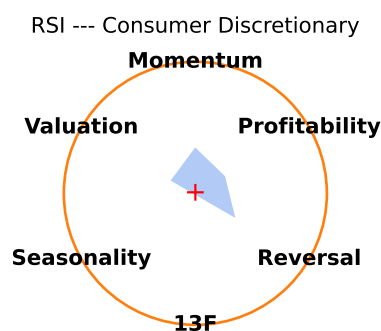 RSI --- Consumer Discretionary
Momentum
Valuation
Profitability
Seasonality
Reversal
13F